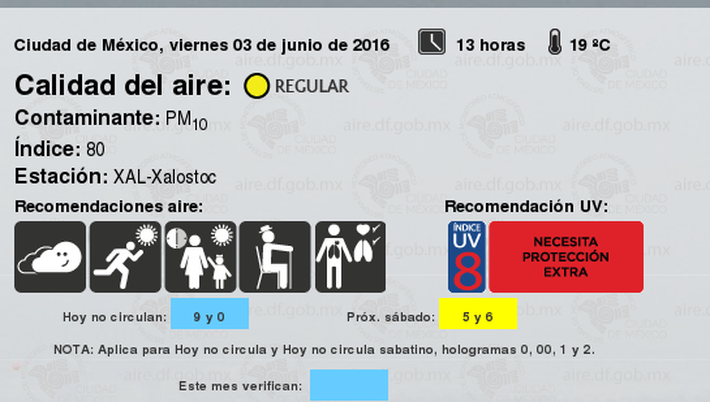 Ciudad de México, viernes 03 de junio de 2016 13 horas 19 ºC
Calidad del aire: REGULAR
Contaminante: PM10
Índice: 80
Estación: XAL-Xalostoc
Recomendaciones aire: Recomendación UV:
ÍNDICE
UV
8
NECESITA
PROTECCIÓN
EXTRA
Hoy no circulan: 9 y 0 Próx. sábado: 5 y 6
NOTA: Aplica para Hoy no circula y Hoy no circula sabatino, hologramas 0, 00, 1 y 2.
Este mes verifican:
aire.df.gob.mx
CIUDAD
DE MÉXICO